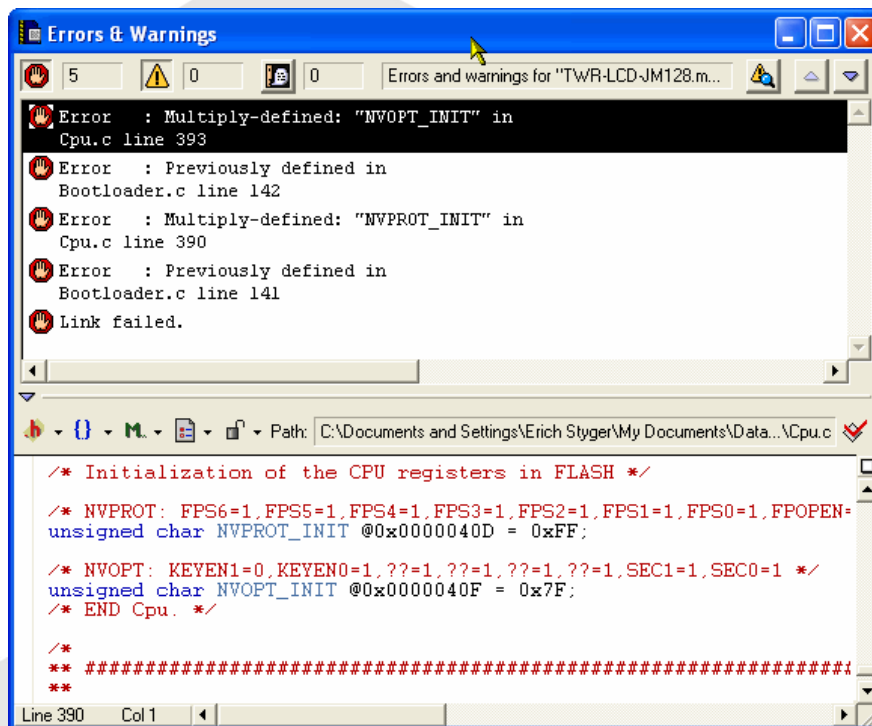 Errors & Warnings
5 0 0 Errors and warnings for "TWR-LCD-JM128.m...
Error : Multiply-defined: "NVOPT_INIT" in
Cpu.c line 393
Error : Previously defined in
Bootloader.c line 142
Error : Multiply-defined: "NVPROT_INIT" in
Cpu.c line 390
Error : Previously defined in
Bootloader.c line 141
Link failed.
h {} M. Path: C:\Documents and Settings\Erich Styger\My Documents\Data...\Cpu.c
/* Initialization of the CPU registers in FLASH */
/* NVPROT: FPS6=1,FPS5=1,FPS4=1,FPS3=1,FPS2=1,FPS1=1,FPS0=1,FPOPEN=
unsigned char NVPROT_INIT @0x0000040D = 0xFF;
/* NVOPT: KEYEN1=0,KEYEN0=1,??=1,??=1,??=1,??=1,SEC1=1,SEC0=1 */
unsigned char NVOPT_INIT @0x0000040F = 0x7F;
/* END Cpu. */
/*
** ###################################################################
**
Line 390 Col 1